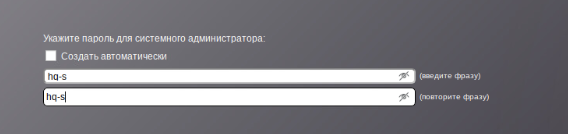 Укажите пароль для системного администратора:
Создать автоматически
hq-s (введите фразу)
hq-s (повторите фразу)